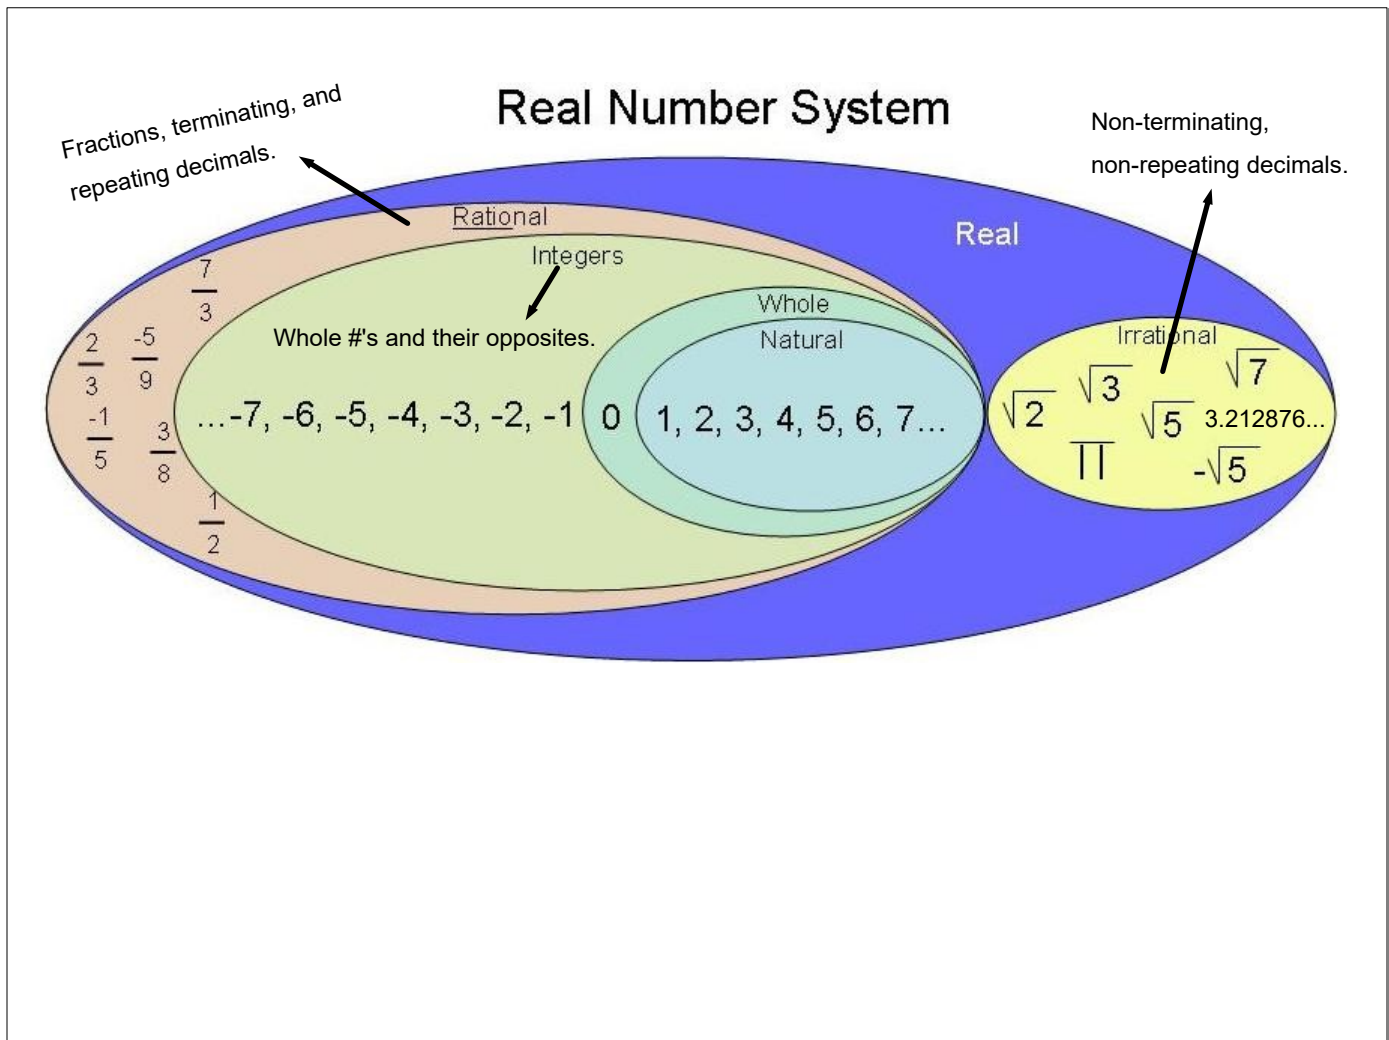 Real Number System
Fractions, terminating, and
repeating decimals.
Non-terminating,
non-repeating decimals.
Rational
Real
Integers
Whole
Natural
Irrational
Whole #'s and their opposites.
7/3
2/3
-5/9
-1/5
3/8
1/2
...-7, -6, -5, -4, -3, -2, -1
0
1, 2, 3, 4, 5, 6, 7...
√2
√3
√7
√5
3.212876...
∏
-√5